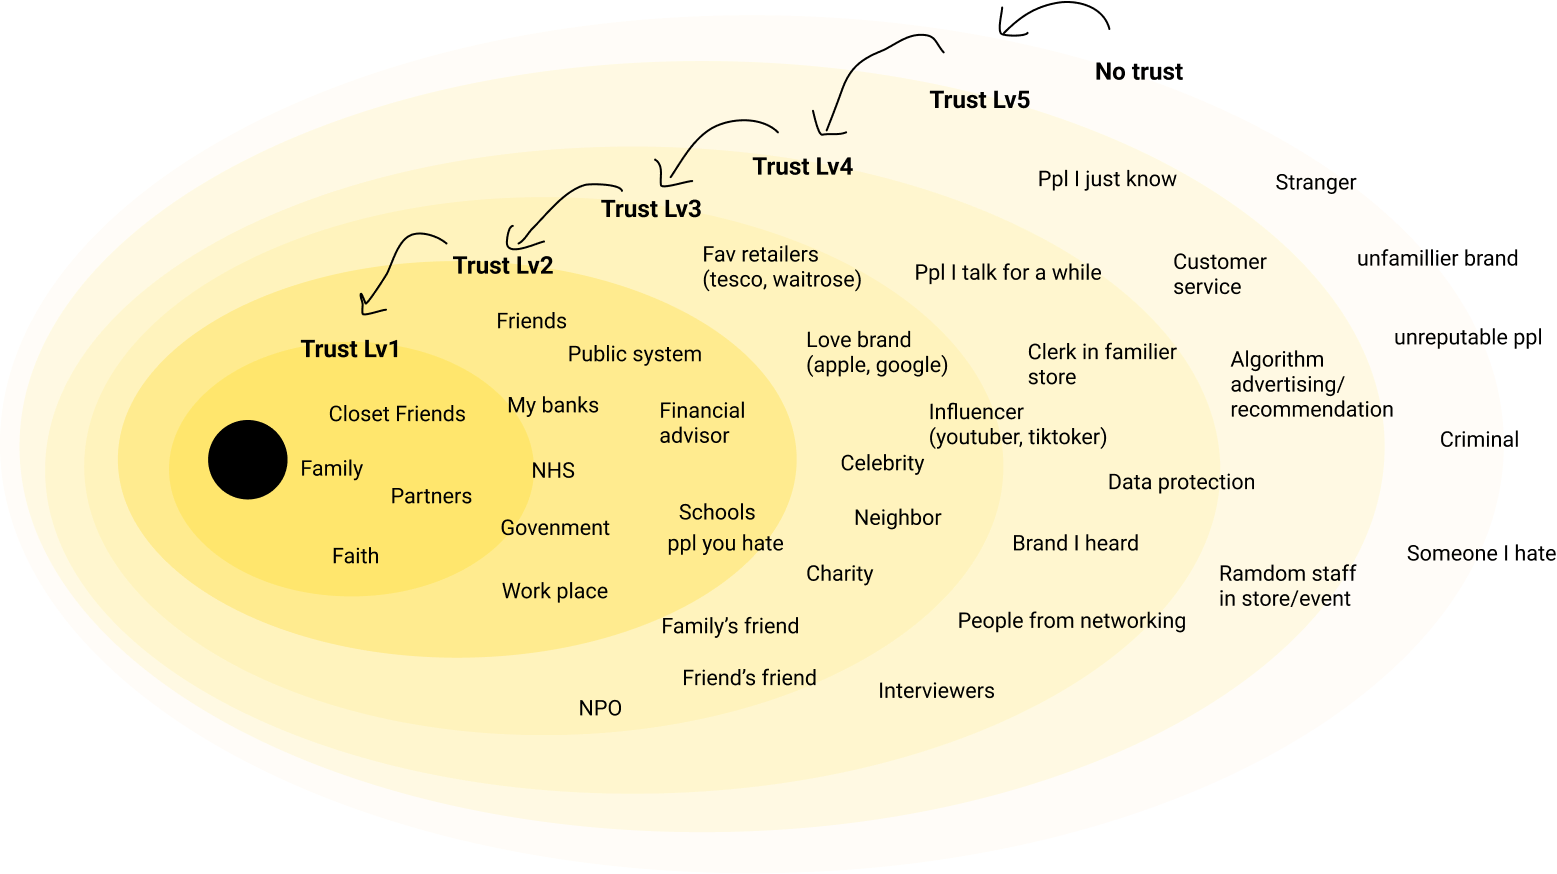 No trust
Trust Lv5
Trust Lv4
Ppl I just know
Stranger
Trust Lv3
Fav retailers
(tesco, waitrose)
Ppl I talk for a while
Customer
service
unfamillier brand
Trust Lv2
Friends
Public system
Love brand
(apple, google)
Clerk in familier
store
unreputable ppl
Trust Lv1
Algorithm
advertising/
recommendation
Closet Friends
My banks
Financial
advisor
Influencer
(youtuber, tiktoker)
Criminal
Family
NHS
Celebrity
Partners
Data protection
Govenment
Schools
ppl you hate
Neighbor
Brand I heard
Someone I hate
Faith
Work place
Charity
Ramdom staff
in store/event
Family’s friend
People from networking
Friend’s friend
Interviewers
NPO